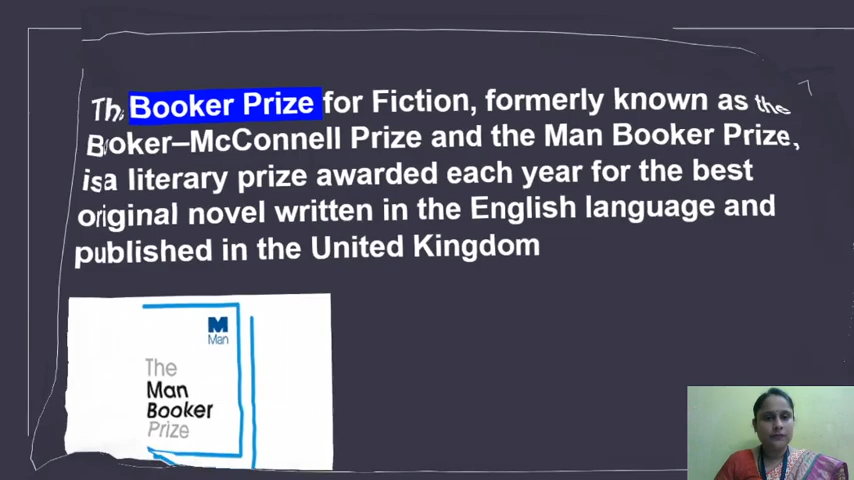 The Booker Prize for Fiction, formerly known as the
Booker–McConnell Prize and the Man Booker Prize,
is a literary prize awarded each year for the best
original novel written in the English language and
published in the United Kingdom
M
Man
The
Man
Booker
Prize